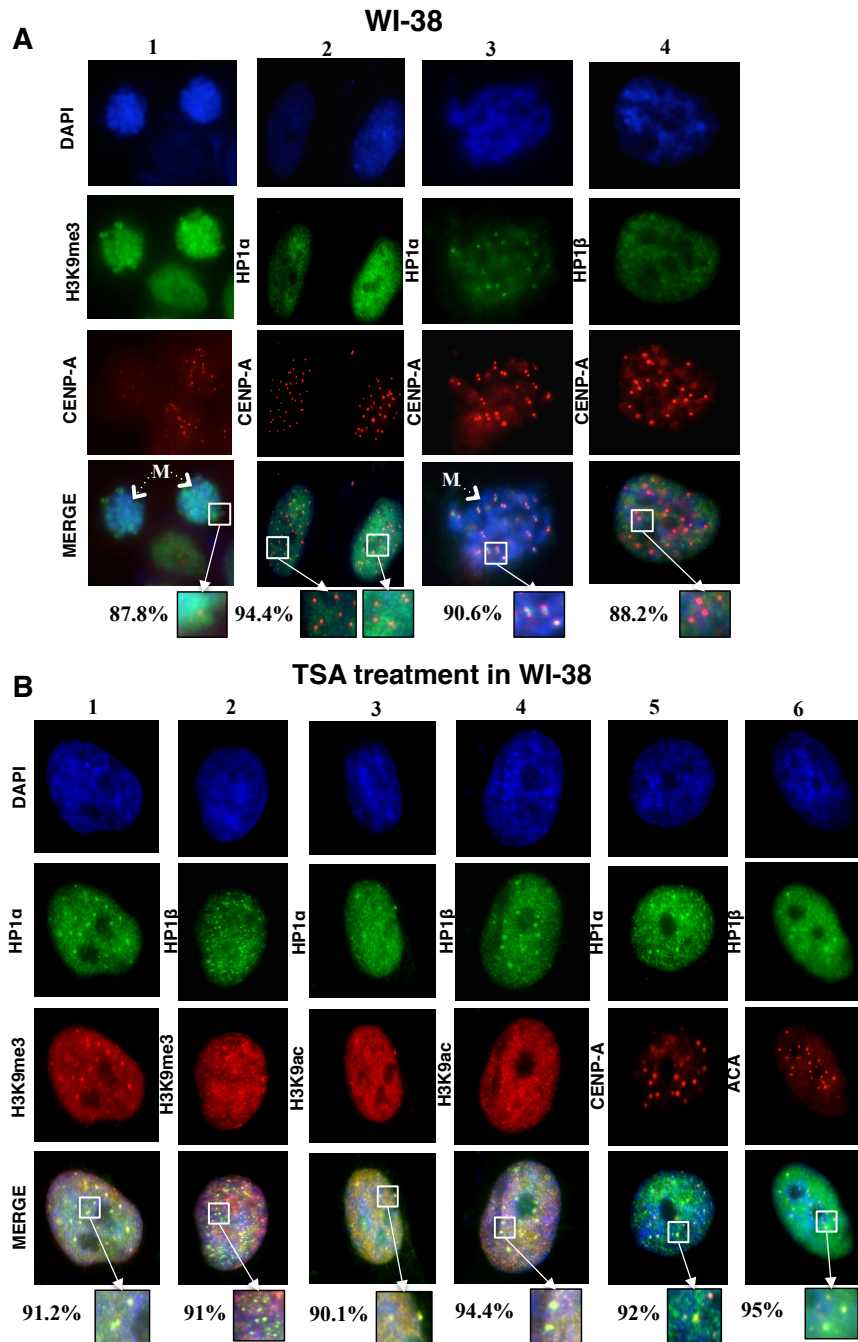 WI-38
A
1 2 3 4
DAPI
H3K9me3 HP1α HP1α HP1β
CENP-A CENP-A CENP-A CENP-A
MERGE
M M
87.8% 94.4% 90.6% 88.2%
TSA treatment in WI-38
B
1 2 3 4 5 6
DAPI
HP1α HP1β HP1α HP1β HP1α HP1β
H3K9me3 H3K9me3 H3K9ac H3K9ac CENP-A ACA
MERGE
91.2% 91% 90.1% 94.4% 92% 95%